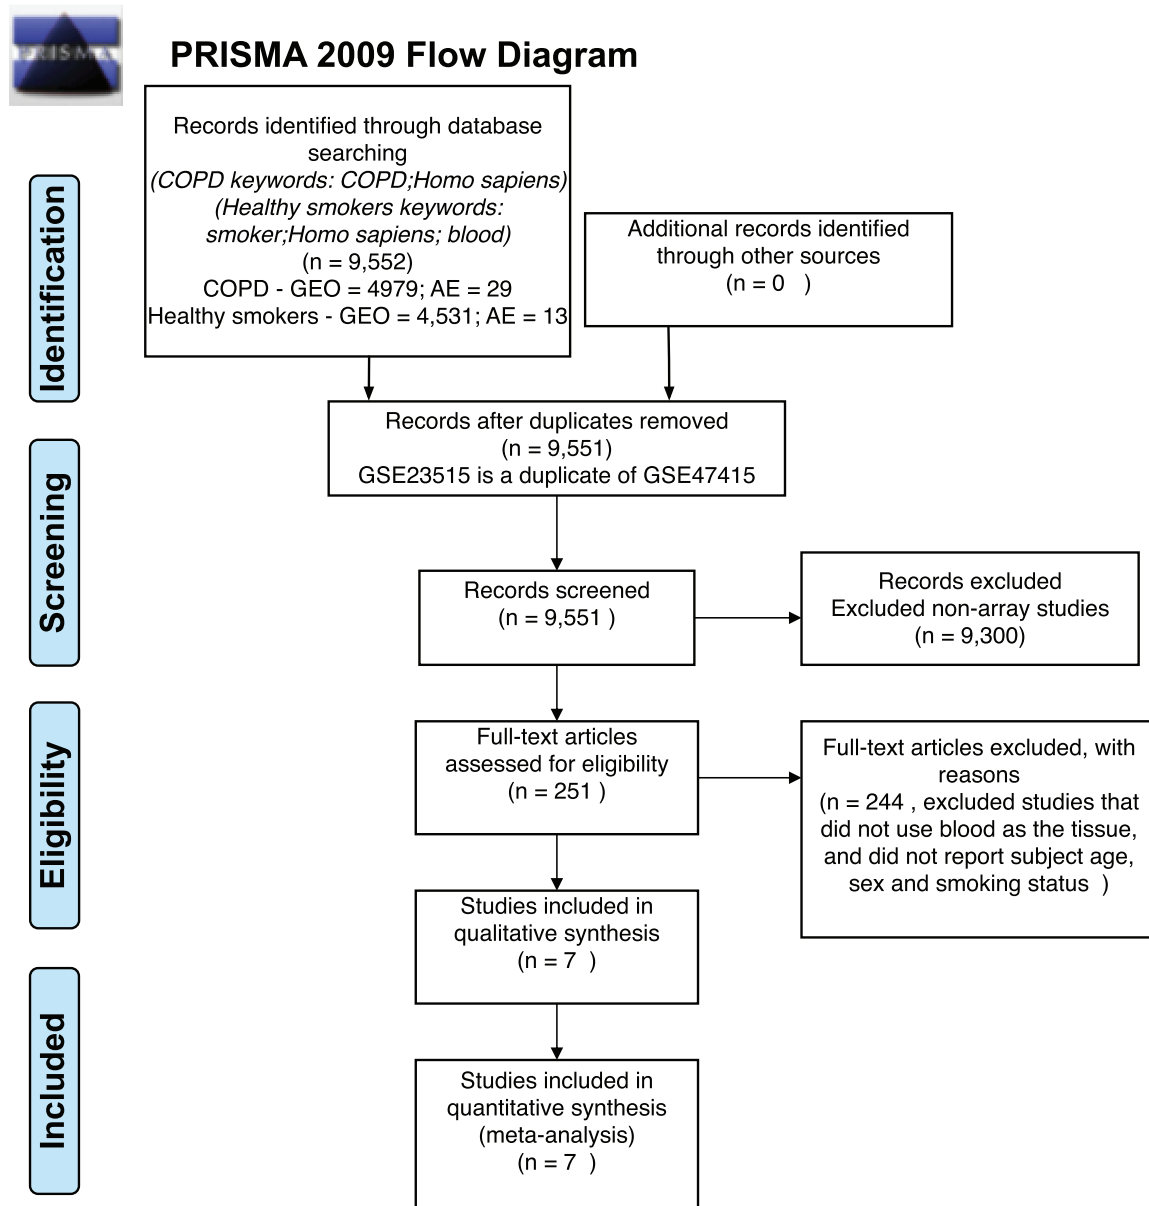 PRISMA
PRISMA 2009 Flow Diagram
Records identified through database
searching
(COPD keywords: COPD;Homo sapiens)
(Healthy smokers keywords:
smoker;Homo sapiens; blood)
(n = 9,552)
COPD - GEO = 4979; AE = 29
Healthy smokers - GEO = 4,531; AE = 13
Additional records identified
through other sources
(n = 0 )
Identification
Records after duplicates removed
(n = 9,551)
GSE23515 is a duplicate of GSE47415
Screening
Records screened
(n = 9,551 )
Records excluded
Excluded non-array studies
(n = 9,300)
Eligibility
Full-text articles
assessed for eligibility
(n = 251 )
Full-text articles excluded, with
reasons
(n = 244 , excluded studies that
did not use blood as the tissue,
and did not report subject age,
sex and smoking status )
Studies included in
qualitative synthesis
(n = 7 )
Included
Studies included in
quantitative synthesis
(meta-analysis)
(n = 7 )